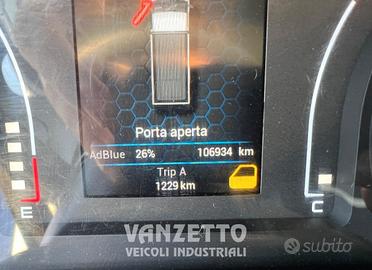 Porta aperta
AdBlue 26% 106934 km
Trip A
1229 km
E
C
VANZETTO
VEICOLI INDUSTRIALI
subito